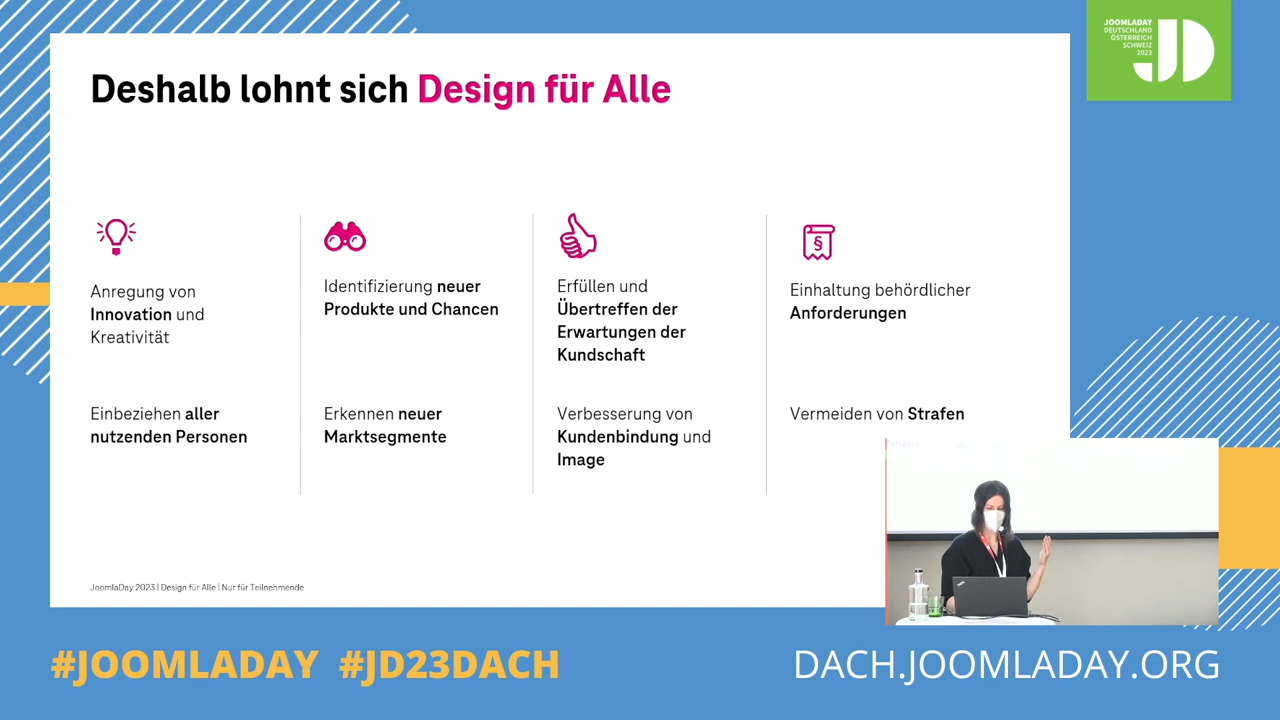 JOOMLADAY
DEUTSCHLAND
ÖSTERREICH
SCHWEIZ
2023
JD
Deshalb lohnt sich Design für Alle
Anregung von
Innovation und
Kreativität
Einbeziehen aller
nutzenden Personen
Identifizierung neuer
Produkte und Chancen
Erkennen neuer
Marktsegmente
Erfüllen und
Übertreffen der
Erwartungen der
Kundschaft
Verbesserung von
Kundenbindung und
Image
§
Einhaltung behördlicher
Anforderungen
Vermeiden von Strafen
JoomlaDay 2023 | Design für Alle | Nur für Teilnehmende
#JOOMLADAY #JD23DACH
DACH.JOOMLADAY.ORG